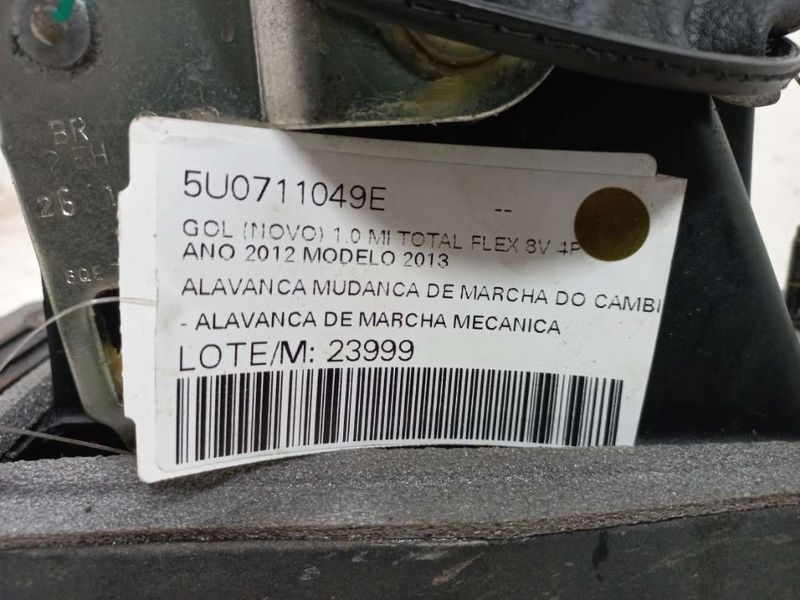 BR
26
5U0711049E --
GOL (NOVO) 1.0 MI TOTAL FLEX 8V 4P
ANO 2012 MODELO 2013
ALAVANCA MUDANCA DE MARCHA DO CAMBI
- ALAVANCA DE MARCHA MECANICA
LOTE/M: 23999